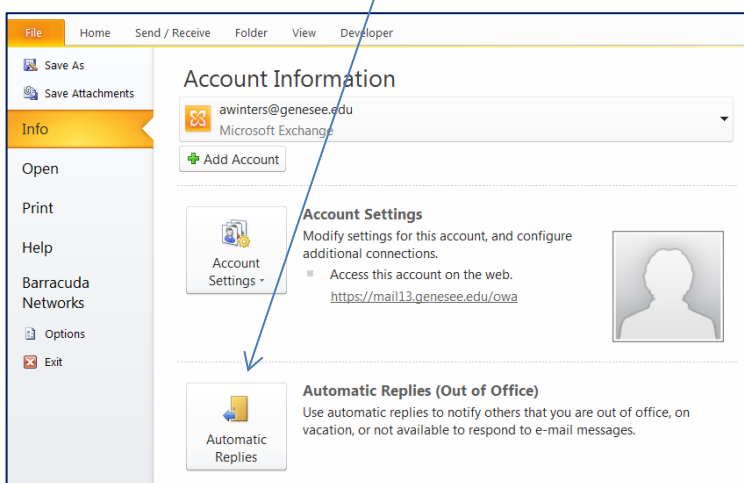 File Home Send / Receive Folder View Developer
Save As
Save Attachments
Info
Open
Print
Help
Barracuda
Networks
Options
Exit
Account Information
awinters@genesee.edu
Microsoft Exchange
Add Account
Account
Settings
Account Settings
Modify settings for this account, and configure
additional connections.
Access this account on the web.
https://mail13.genesee.edu/owa
Automatic
Replies
Automatic Replies (Out of Office)
Use automatic replies to notify others that you are out of office, on
vacation, or not available to respond to e-mail messages.